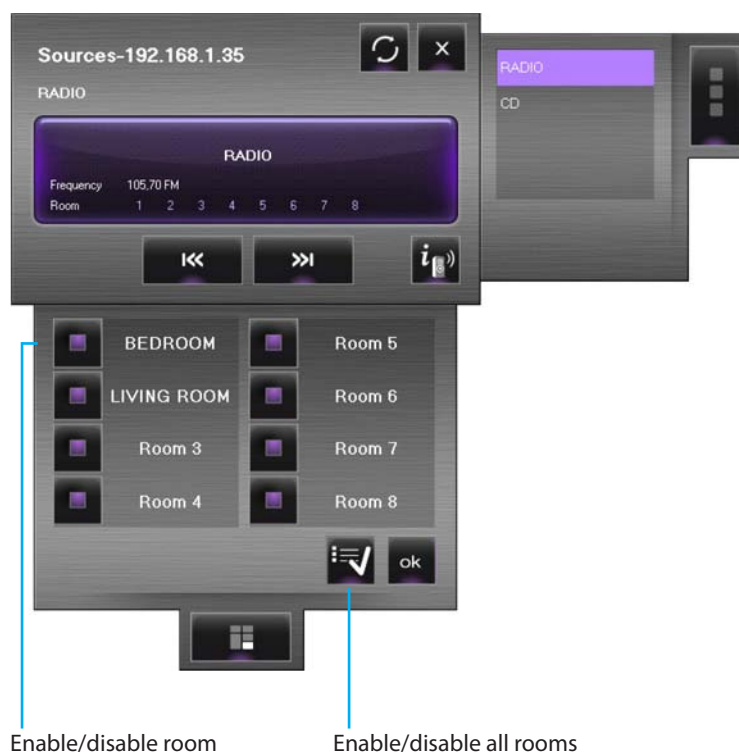 Sources-192.168.1.35
x
RADIO
RADIO
Frequency 105,70 FM
Room 1 2 3 4 5 6 7 8
i
RADIO
CD
BEDROOM Room 5
LIVING ROOM Room 6
Room 3 Room 7
Room 4 Room 8
ok
Enable/disable room Enable/disable all rooms